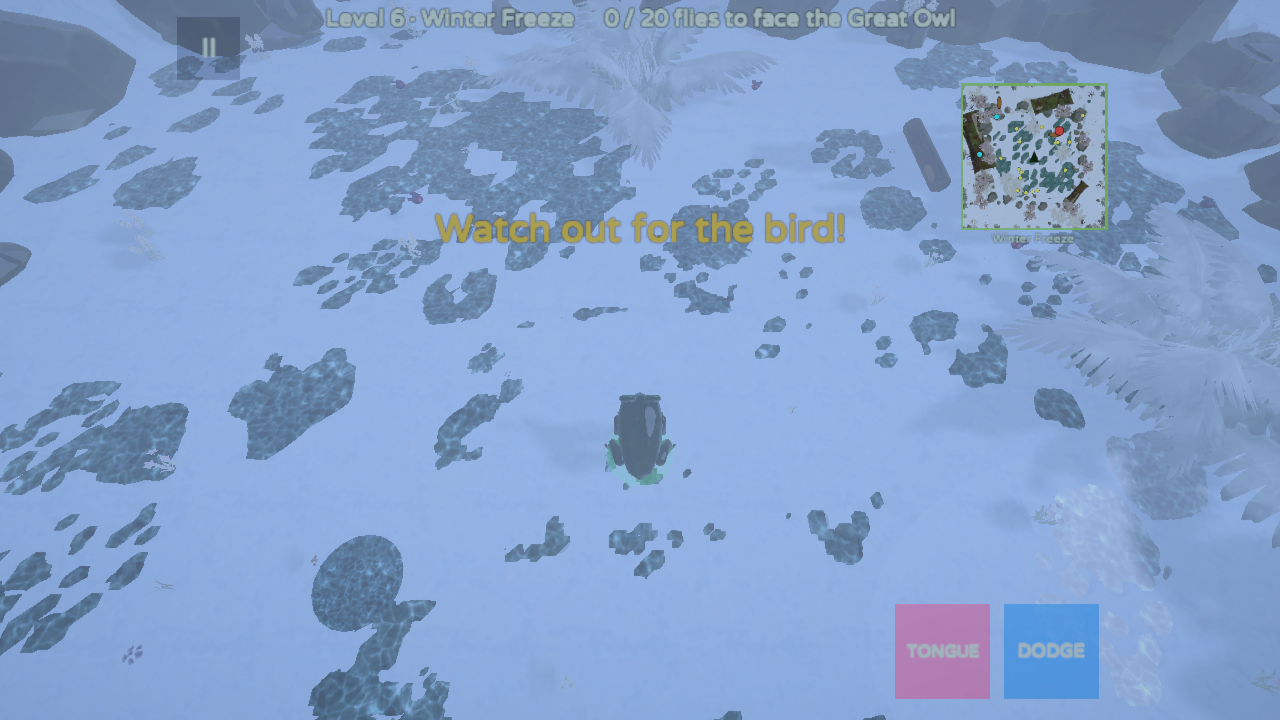 Level 6 · Winter Freeze 0 / 20 flies to face the Great Owl
Watch out for the bird!
Winter Freeze
TONGUE
DODGE